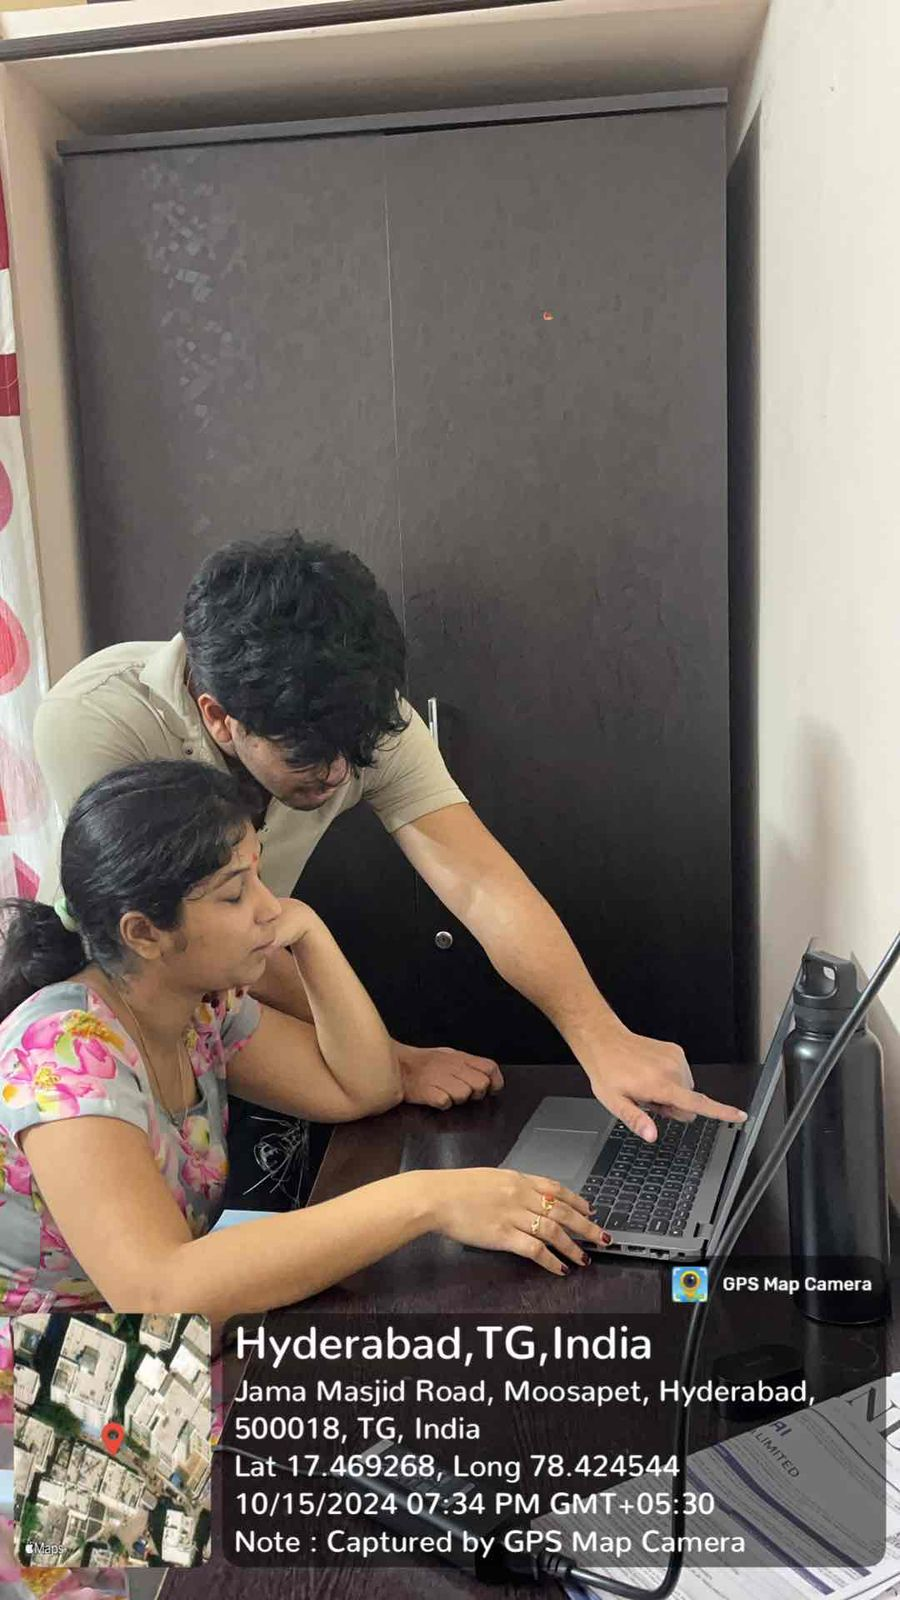 GPS Map Camera
Hyderabad,TG,India
Jama Masjid Road, Moosapet, Hyderabad,
500018, TG, India
Lat 17.469268, Long 78.424544
10/15/2024 07:34 PM GMT+05:30
Note : Captured by GPS Map Camera
Maps
LIMITED